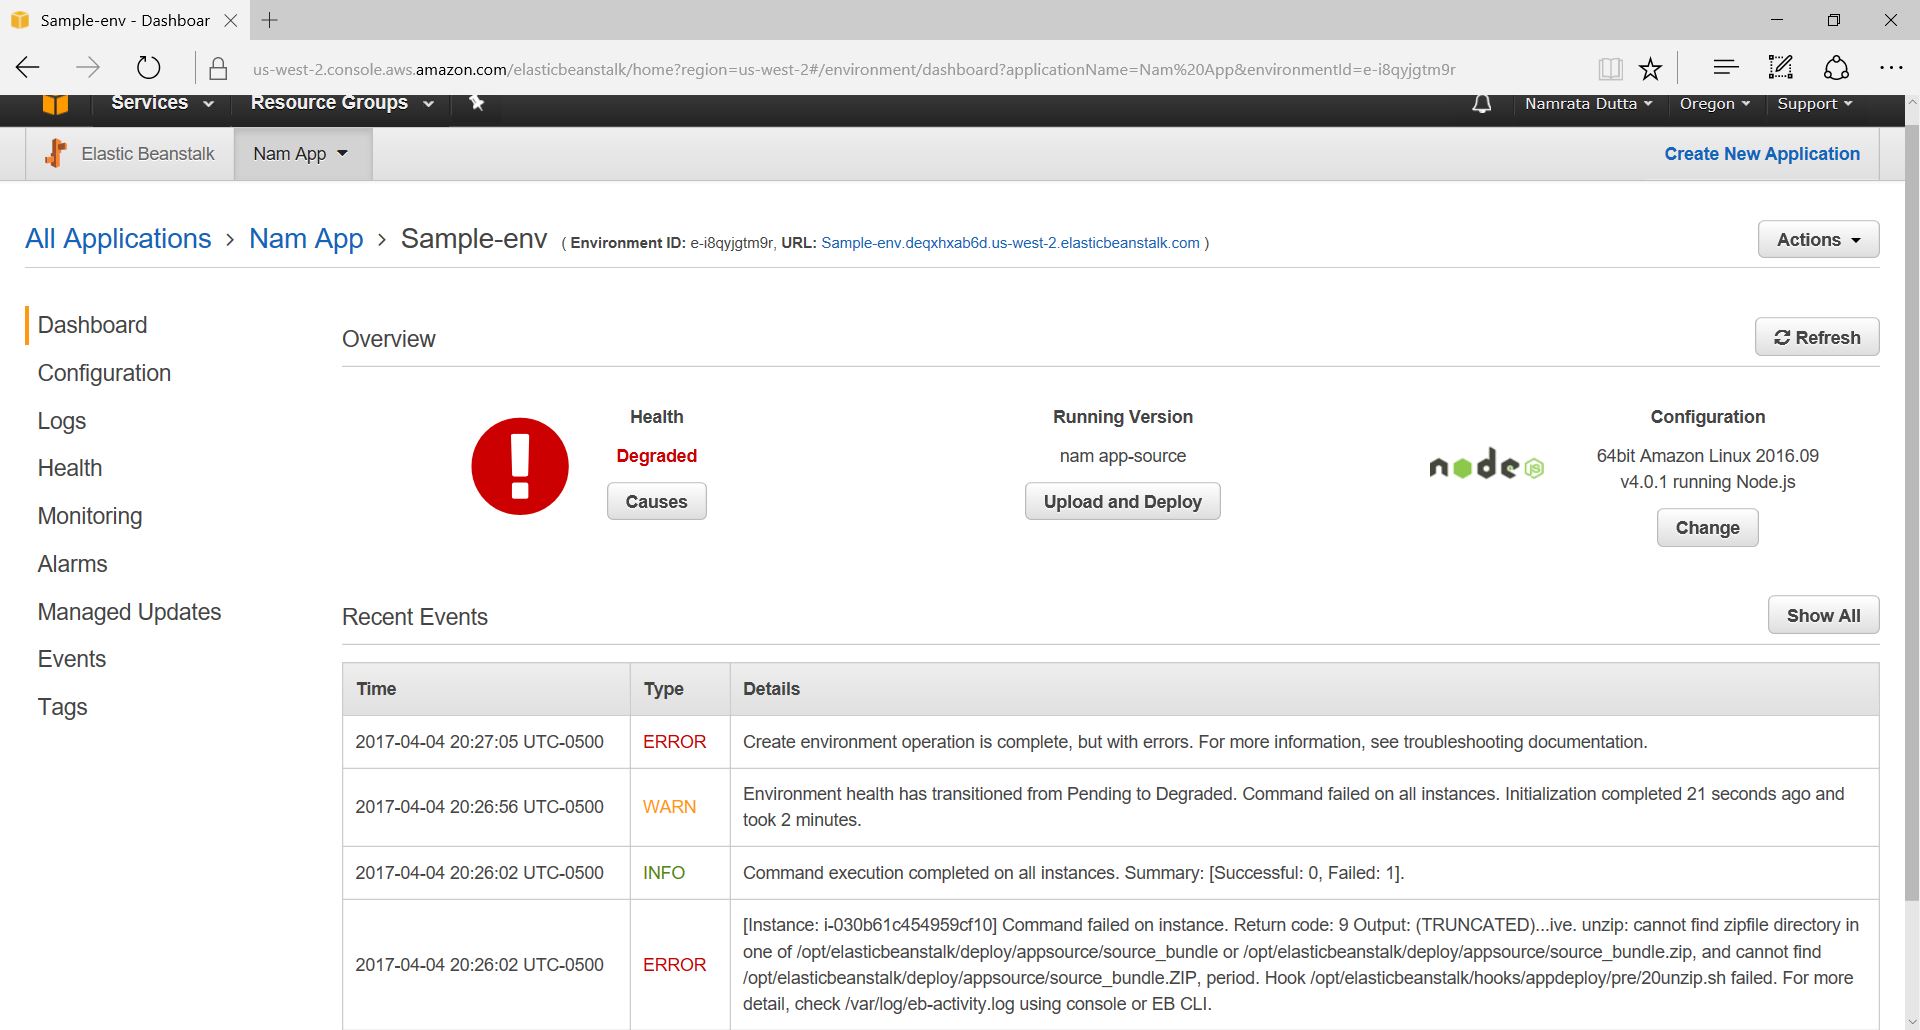 Sample-env - Dashboar
us-west-2.console.aws.amazon.com/elasticbeanstalk/home?region=us-west-2#/environment/dashboard?applicationName=Nam%20App&environmentId=e-i8qyjgtm9r
Services Resource Groups Namrata Dutta Oregon Support
Elastic Beanstalk Nam App Create New Application
All Applications › Nam App › Sample-env ( Environment ID: e-i8qyjgtm9r, URL: Sample-env.deqxhxab6d.us-west-2.elasticbeanstalk.com ) Actions
Dashboard
Configuration
Logs
Health
Monitoring
Alarms
Managed Updates
Events
Tags
Overview Refresh
Health
Degraded
Causes
Running Version
nam app-source
Upload and Deploy
node JS
Configuration
64bit Amazon Linux 2016.09
v4.0.1 running Node.js
Change
Recent Events Show All
Time Type Details
2017-04-04 20:27:05 UTC-0500 ERROR Create environment operation is complete, but with errors. For more information, see troubleshooting documentation.
2017-04-04 20:26:56 UTC-0500 WARN Environment health has transitioned from Pending to Degraded. Command failed on all instances. Initialization completed 21 seconds ago and
took 2 minutes.
2017-04-04 20:26:02 UTC-0500 INFO Command execution completed on all instances. Summary: [Successful: 0, Failed: 1].
2017-04-04 20:26:02 UTC-0500 ERROR [Instance: i-030b61c454959cf10] Command failed on instance. Return code: 9 Output: (TRUNCATED)...ive. unzip: cannot find zipfile directory in
one of /opt/elasticbeanstalk/deploy/appsource/source_bundle or /opt/elasticbeanstalk/deploy/appsource/source_bundle.zip, and cannot find
/opt/elasticbeanstalk/deploy/appsource/source_bundle.ZIP, period. Hook /opt/elasticbeanstalk/hooks/appdeploy/pre/20unzip.sh failed. For more
detail, check /var/log/eb-activity.log using console or EB CLI.